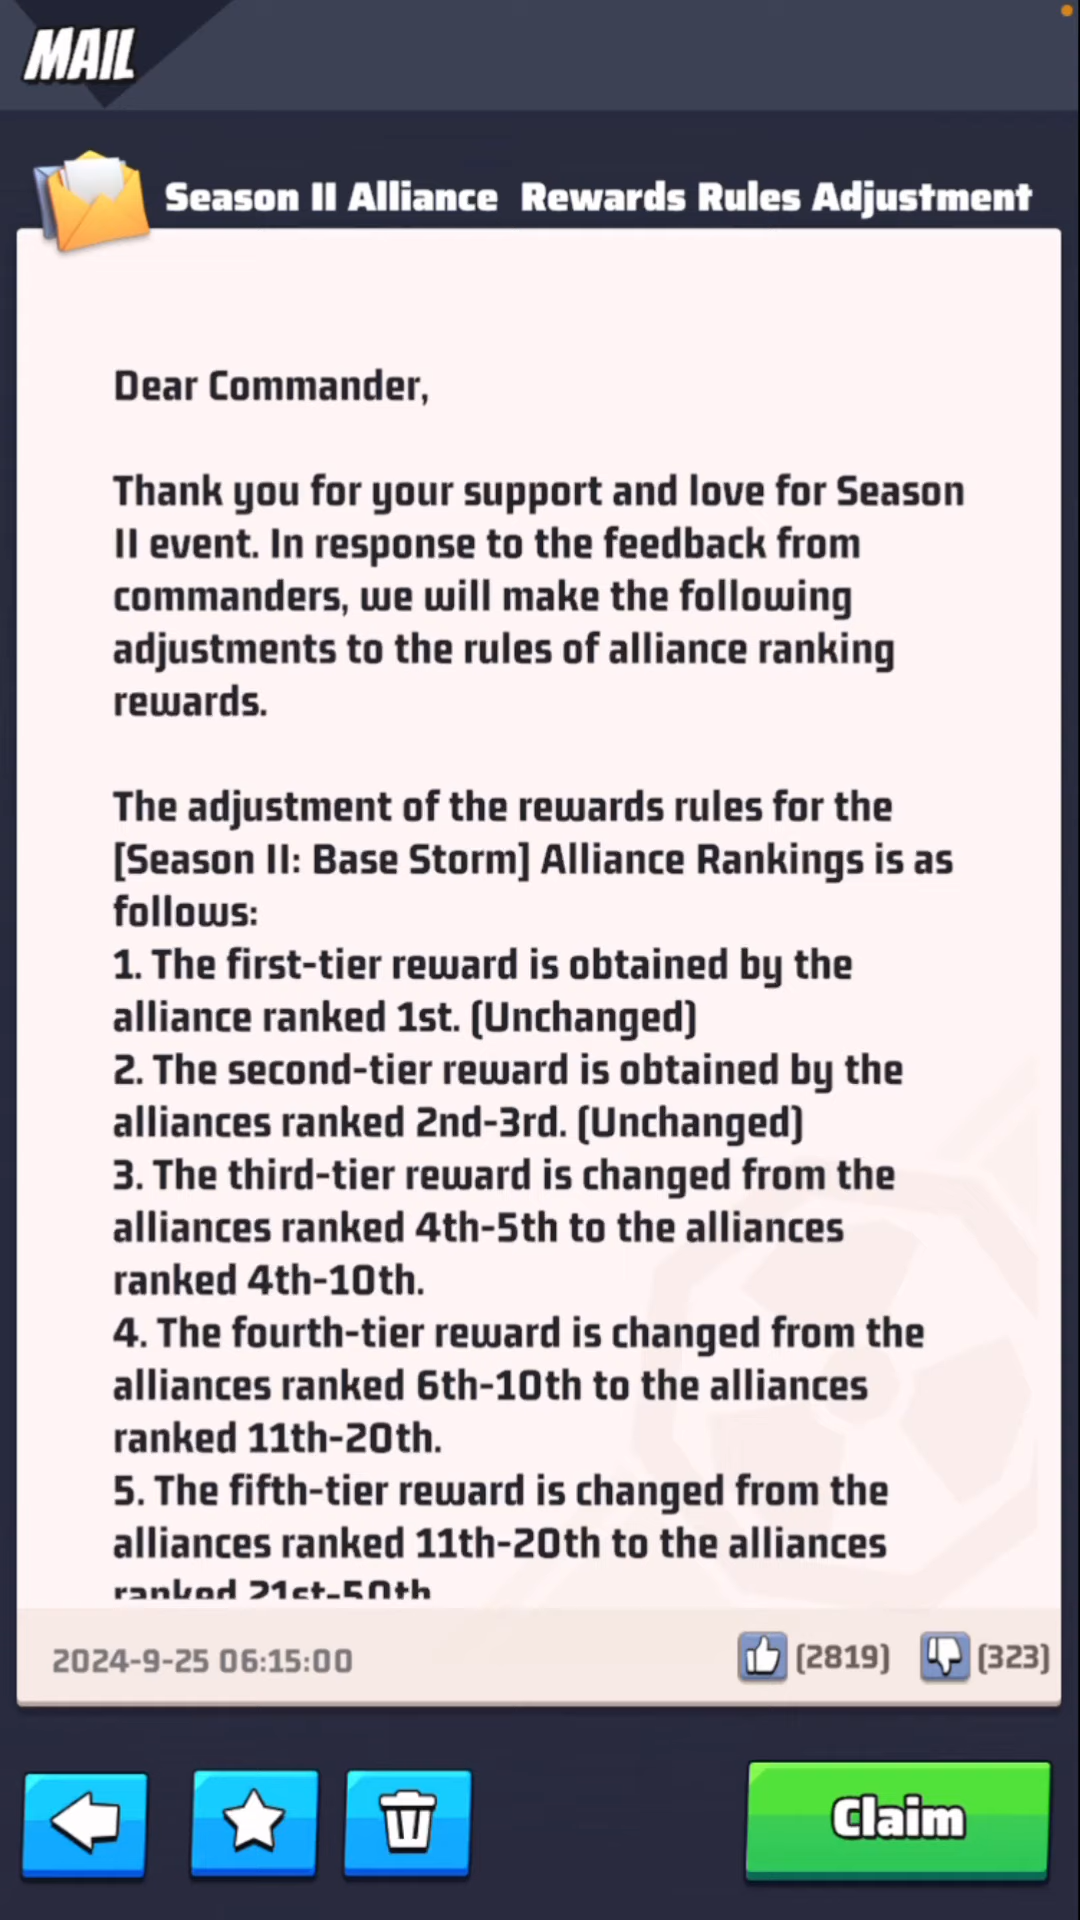 MAIL
Season II Alliance Rewards Rules Adjustment
Dear Commander,
Thank you for your support and love for Season
II event. In response to the feedback from
commanders, we will make the following
adjustments to the rules of alliance ranking
rewards.
The adjustment of the rewards rules for the
[Season II: Base Storm] Alliance Rankings is as
follows:
1. The first-tier reward is obtained by the
alliance ranked 1st. (Unchanged)
2. The second-tier reward is obtained by the
alliances ranked 2nd-3rd. (Unchanged)
3. The third-tier reward is changed from the
alliances ranked 4th-5th to the alliances
ranked 4th-10th.
4. The fourth-tier reward is changed from the
alliances ranked 6th-10th to the alliances
ranked 11th-20th.
5. The fifth-tier reward is changed from the
alliances ranked 11th-20th to the alliances
ranked 21st-50th
2024-9-25 06:15:00
(2819)
(323)
Claim